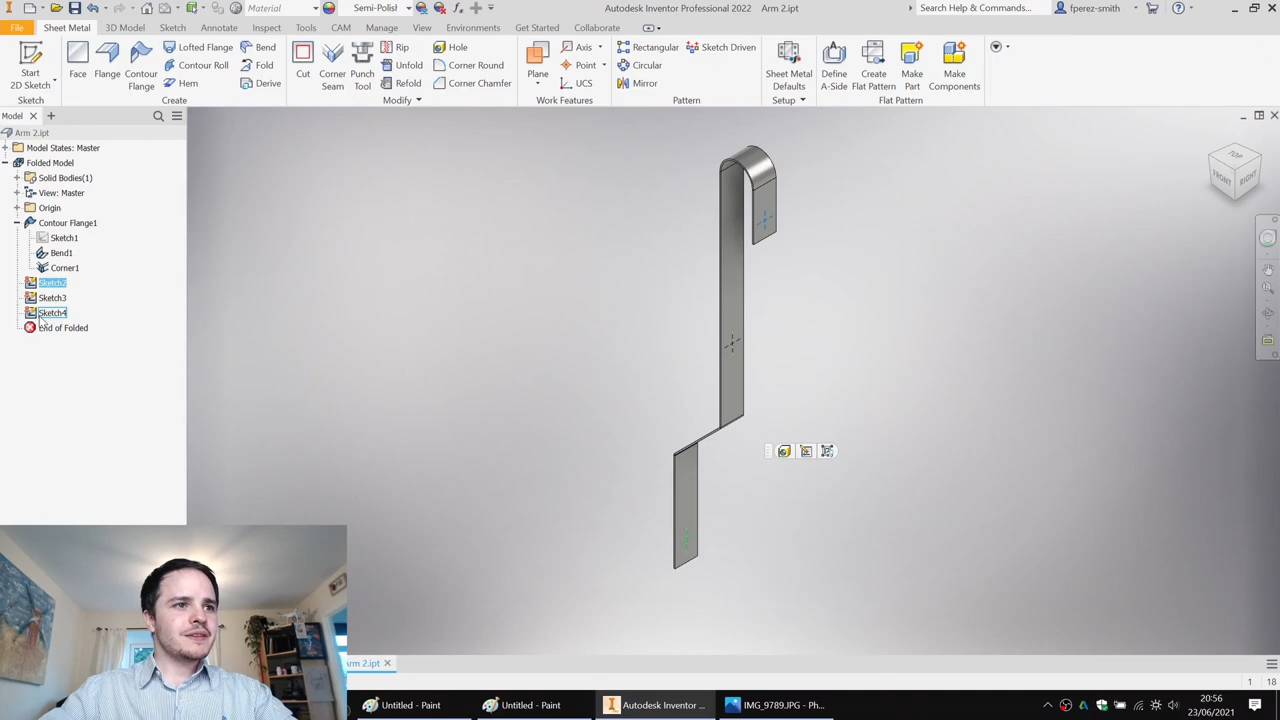 Material
Semi-Polish
Autodesk Inventor Professional 2022 Arm 2.ipt
Search Help & Commands...
fperez-smith
File Sheet Metal 3D Model Sketch Annotate Inspect Tools CAM Manage View Environments Get Started Collaborate
Start
2D Sketch
Face
Flange
Contour
Flange
Lofted Flange
Contour Roll
Hem
Bend
Fold
Derive
Cut
Corner
Seam
Punch
Tool
Rip
Unfold
Refold
Hole
Corner Round
Corner Chamfer
Plane
Axis
Point
UCS
Rectangular
Circular
Mirror
Sketch Driven
Sheet Metal
Defaults
Define
A-Side
Create
Flat Pattern
Make
Part
Make
Components
Sketch Create Modify Work Features Pattern Setup Flat Pattern
Model
Arm 2.ipt
Model States: Master
Folded Model
Solid Bodies(1)
View: Master
Origin
Contour Flange1
Sketch1
Bend1
Corner1
Sketch2
Sketch3
Sketch4
End of Folded
TOP
FRONT
RIGHT
Arm 2.ipt
1 18
Untitled - Paint
Untitled - Paint
Autodesk Inventor ...
IMG_9789.JPG - Ph...
20:56
23/06/2021